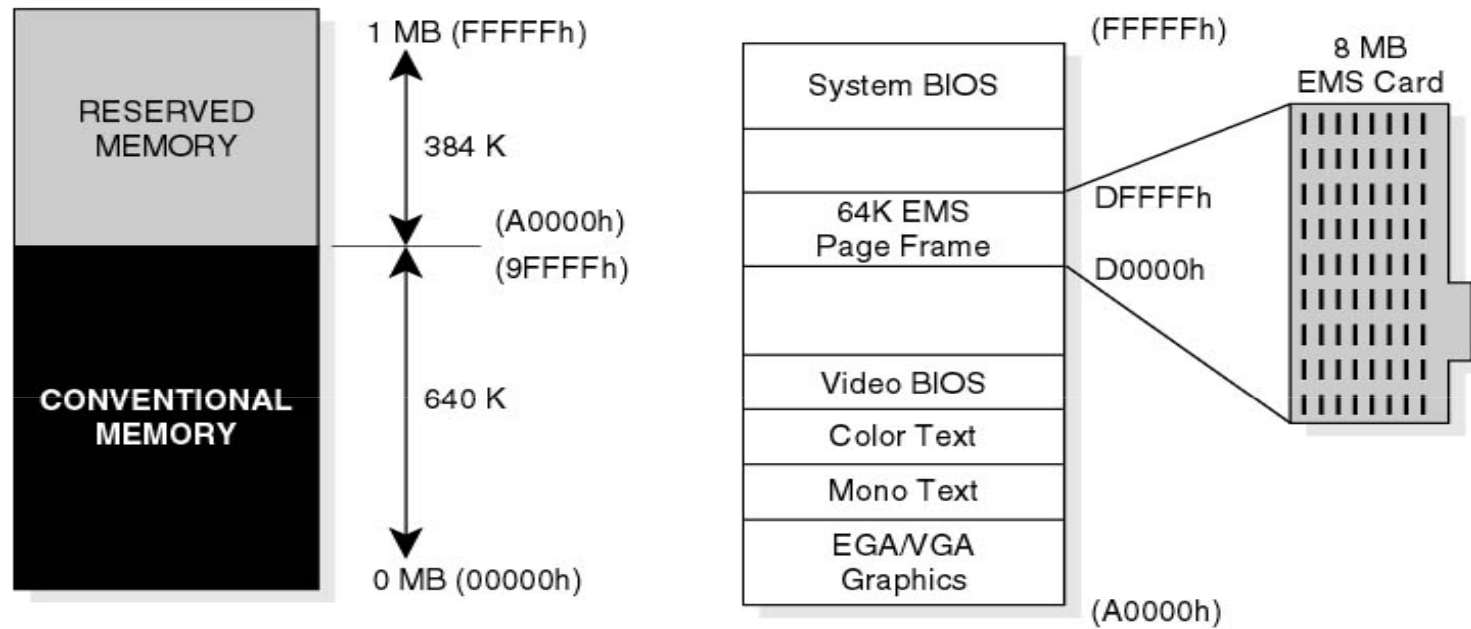 1 MB (FFFFFh)
RESERVED
MEMORY
384 K
(A0000h)
(9FFFFh)
CONVENTIONAL
MEMORY
640 K
0 MB (00000h)
(FFFFFh)
System BIOS
DFFFFh
64K EMS
Page Frame
D0000h
Video BIOS
Color Text
Mono Text
EGA/VGA
Graphics
(A0000h)
8 MB
EMS Card